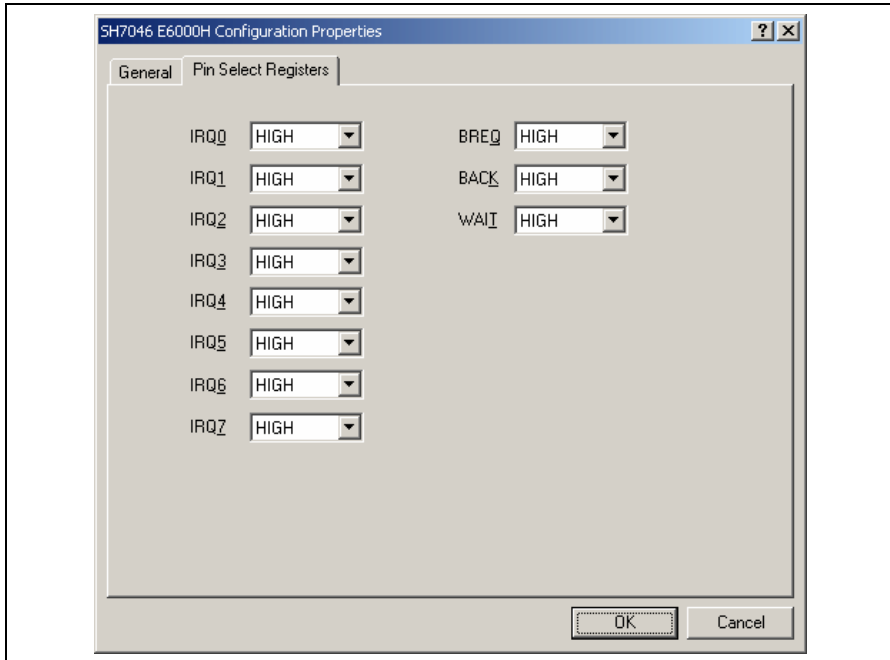 SH7046 E6000H Configuration Properties
General Pin Select Registers
IRQ0 HIGH BREQ HIGH
IRQ1 HIGH BACK HIGH
IRQ2 HIGH WAIT HIGH
IRQ3 HIGH
IRQ4 HIGH
IRQ5 HIGH
IRQ6 HIGH
IRQ7 HIGH
OK Cancel